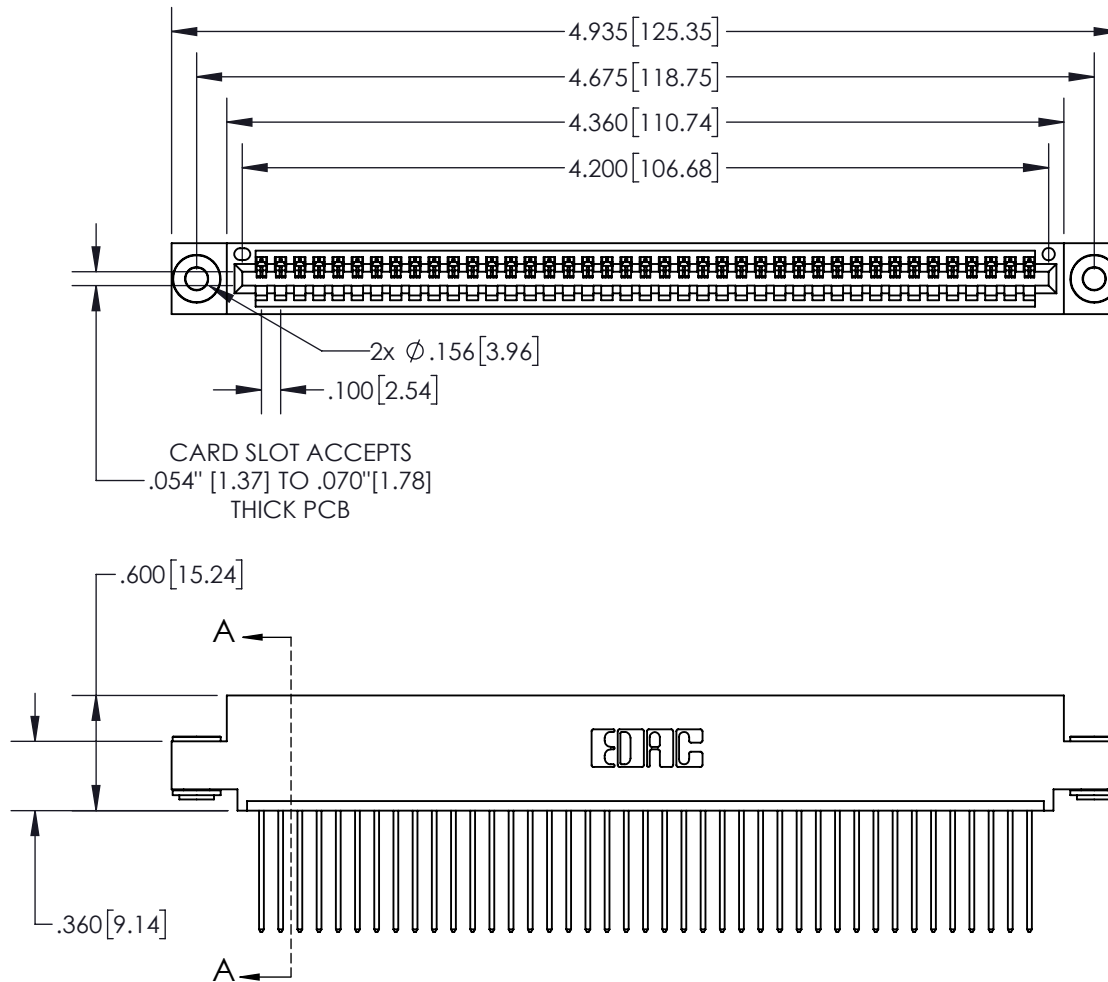 4.935[125.35]
4.675[118.75]
4.360[110.74]
4.200[106.68]
2x Ø.156[3.96]
.100[2.54]
CARD SLOT ACCEPTS
.054" [1.37] TO .070"[1.78]
THICK PCB
.600[15.24]
A
EDAC
.360[9.14]
A